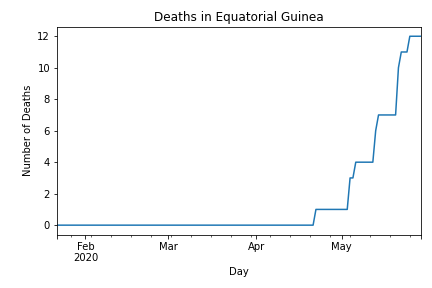 Deaths in Equatorial Guinea
12
10
8
6
4
2
0
Number of Deaths
Feb
2020
Mar
Apr
May
Day